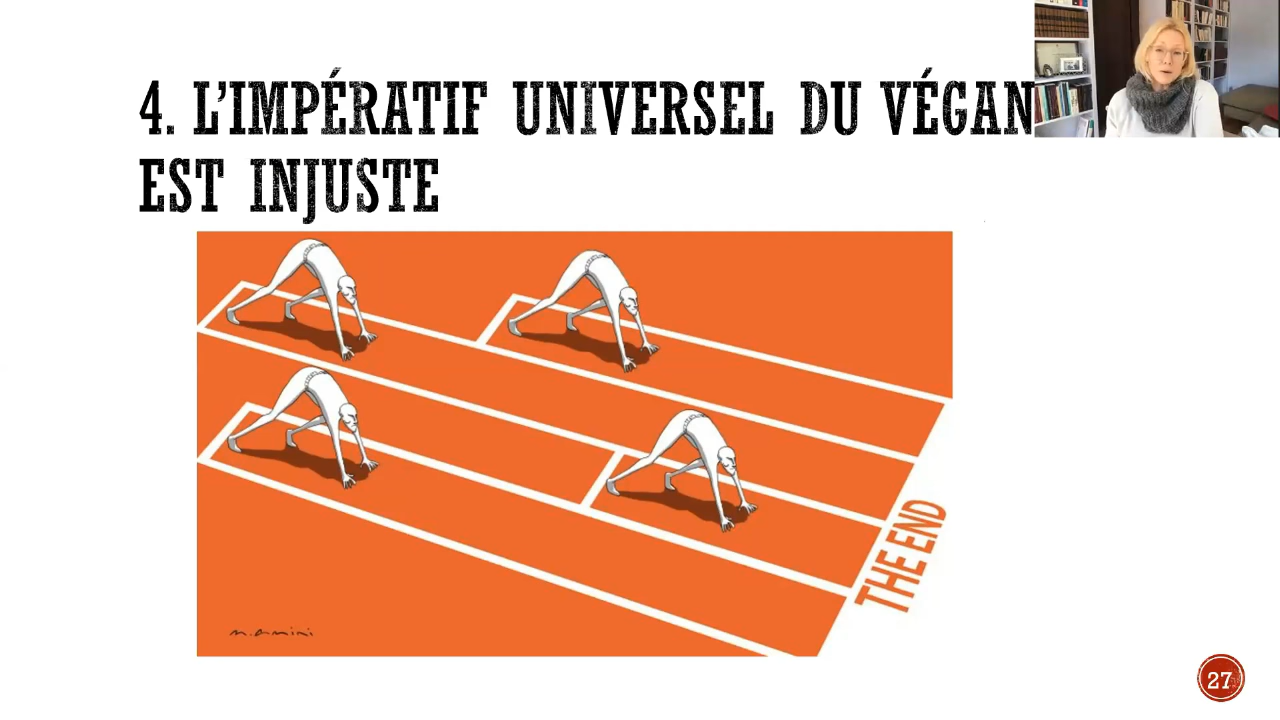 4. L'IMPÉRATIF UNIVERSEL DU VÉGAN
EST INJUSTE
THE END
27